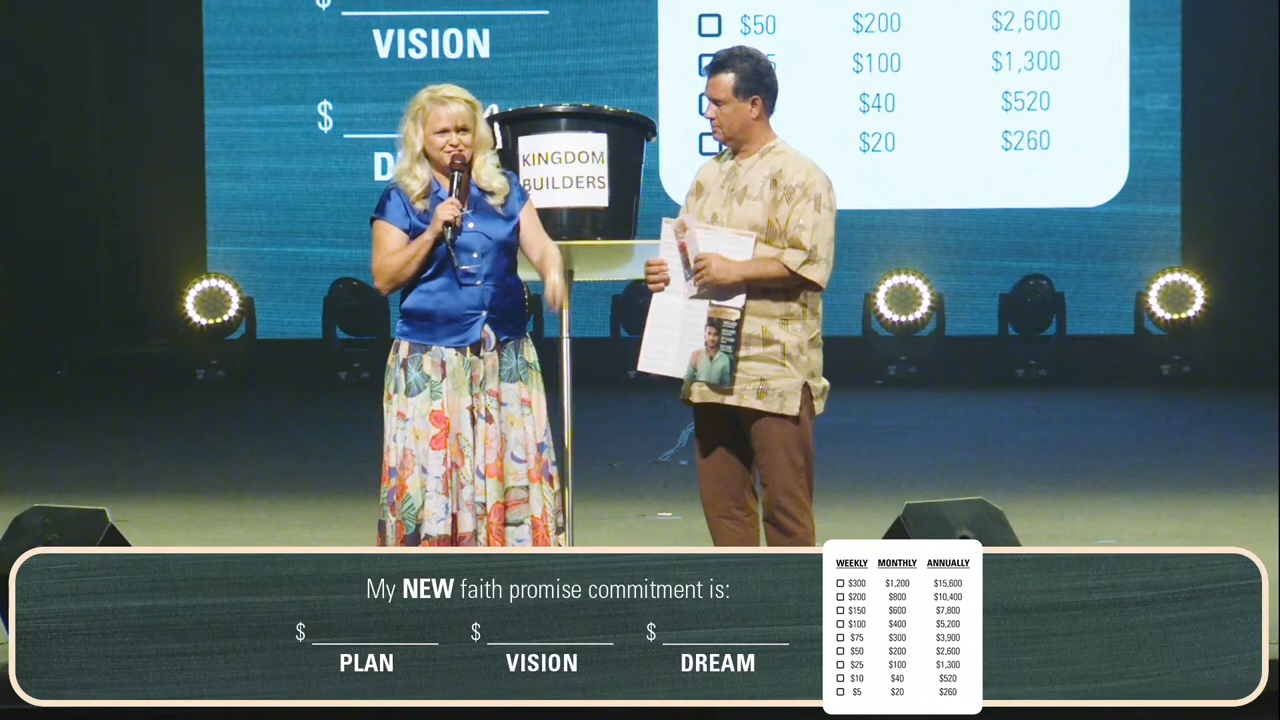 $
VISION
$
D
$50 $200 $2,600
$100 $1,300
$40 $520
$20 $260
KINGDOM
BUILDERS
My NEW faith promise commitment is:
$ $ $
PLAN VISION DREAM
WEEKLY MONTHLY ANNUALLY
$300 $1,200 $15,600
$200 $800 $10,400
$150 $600 $7,800
$100 $400 $5,200
$75 $300 $3,900
$50 $200 $2,600
$25 $100 $1,300
$10 $40 $520
$5 $20 $260